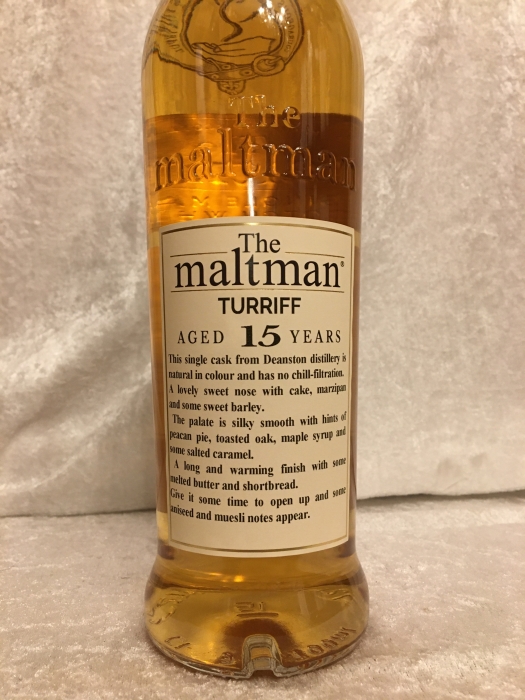 The
maltman
The
maltman®
TURRIFF
AGED 15 YEARS
This single cask from Deanston distillery is
natural in colour and has no chill-filtration.
A lovely sweet nose with cake, marzipan
and some sweet barley.
The palate is silky smooth with hints of
peacan pie, toasted oak, maple syrup and
some salted caramel.
A long and warming finish with some
melted butter and shortbread.
Give it some time to open up and some
aniseed and muesli notes appear.